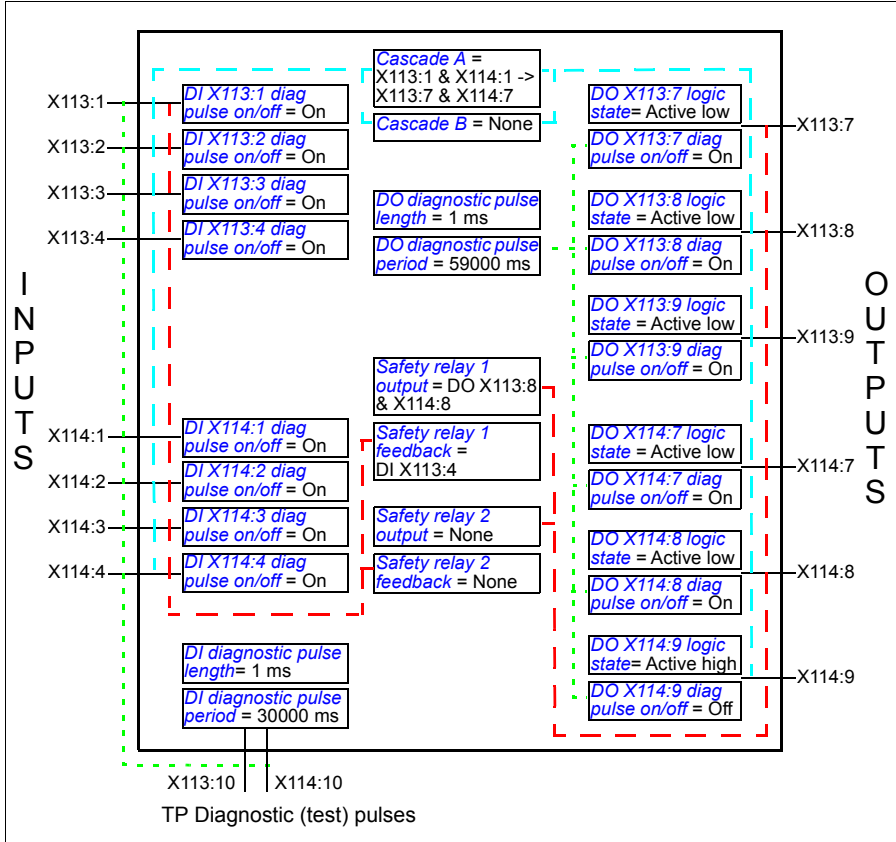 INPUTS
X113:1
X113:2
X113:3
X113:4
X114:1
X114:2
X114:3
X114:4
DI X113:1 diag
pulse on/off = On
DI X113:2 diag
pulse on/off = On
DI X113:3 diag
pulse on/off = On
DI X113:4 diag
pulse on/off = On
DI X114:1 diag
pulse on/off = On
DI X114:2 diag
pulse on/off = On
DI X114:3 diag
pulse on/off = On
DI X114:4 diag
pulse on/off = On
DI diagnostic pulse
length= 1 ms
DI diagnostic pulse
period = 30000 ms
X113:10 X114:10
TP Diagnostic (test) pulses
Cascade A =
X113:1 & X114:1 ->
X113:7 & X114:7
Cascade B = None
DO diagnostic pulse
length = 1 ms
DO diagnostic pulse
period = 59000 ms
Safety relay 1
output = DO X113:8
& X114:8
Safety relay 1
feedback =
DI X113:4
Safety relay 2
output = None
Safety relay 2
feedback = None
DO X113:7 logic
state= Active low
DO X113:7 diag
pulse on/off = On
DO X113:8 logic
state = Active low
DO X113:8 diag
pulse on/off = On
DO X113:9 logic
state = Active low
DO X113:9 diag
pulse on/off = On
DO X114:7 logic
state = Active low
DO X114:7 diag
pulse on/off = On
DO X114:8 logic
state = Active low
DO X114:8 diag
pulse on/off = On
DO X114:9 logic
state= Active high
DO X114:9 diag
pulse on/off = Off
X113:7
X113:8
X113:9
X114:7
X114:8
X114:9
OUTPUTS